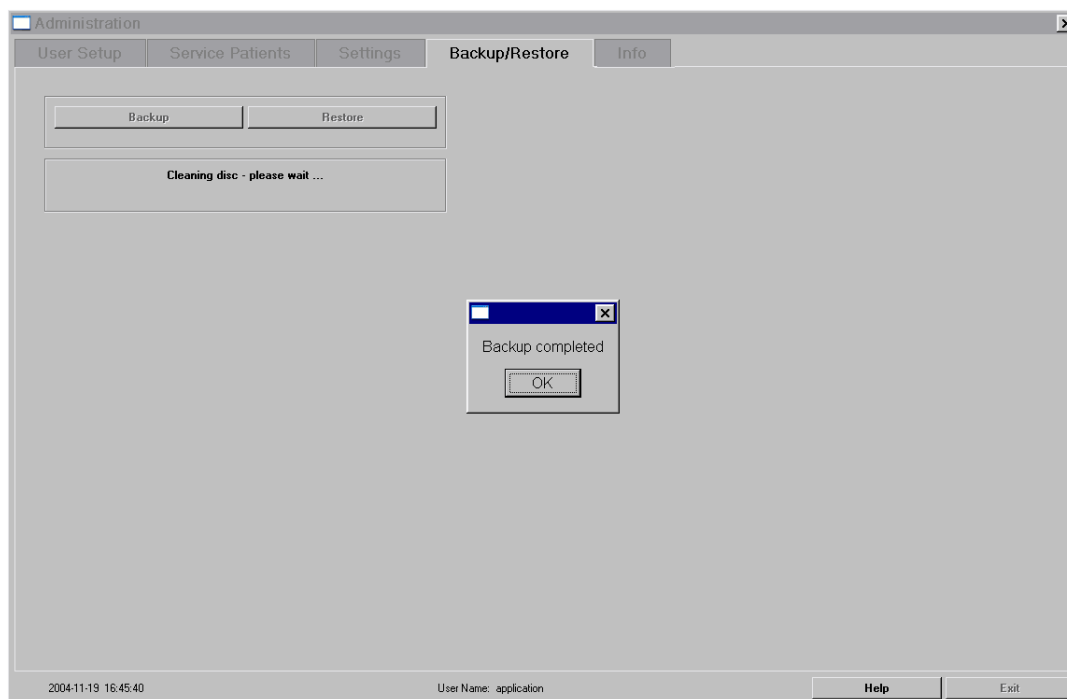 Administration
User Setup Service Patients Settings Backup/Restore Info
Backup Restore
Cleaning disc - please wait ...
Backup completed
OK
2004-11-19 16:45:40 User Name: application Help Exit